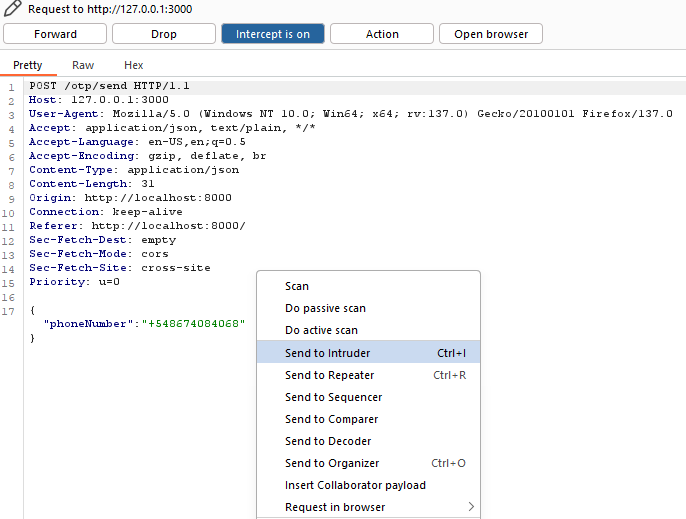 Request to http://127.0.0.1:3000
Forward Drop Intercept is on Action Open browser
Pretty Raw Hex
1 POST /otp/send HTTP/1.1
2 Host: 127.0.0.1:3000
3 User-Agent: Mozilla/5.0 (Windows NT 10.0; Win64; x64; rv:137.0) Gecko/20100101 Firefox/137.0
4 Accept: application/json, text/plain, */*
5 Accept-Language: en-US,en;q=0.5
6 Accept-Encoding: gzip, deflate, br
7 Content-Type: application/json
8 Content-Length: 31
9 Origin: http://localhost:8000
10 Connection: keep-alive
11 Referer: http://localhost:8000/
12 Sec-Fetch-Dest: empty
13 Sec-Fetch-Mode: cors
14 Sec-Fetch-Site: cross-site
15 Priority: u=0
16
17 {
"phoneNumber":"+548674084068"
}
Scan
Do passive scan
Do active scan
Send to Intruder Ctrl+I
Send to Repeater Ctrl+R
Send to Sequencer
Send to Comparer
Send to Decoder
Send to Organizer Ctrl+O
Insert Collaborator payload
Request in browser